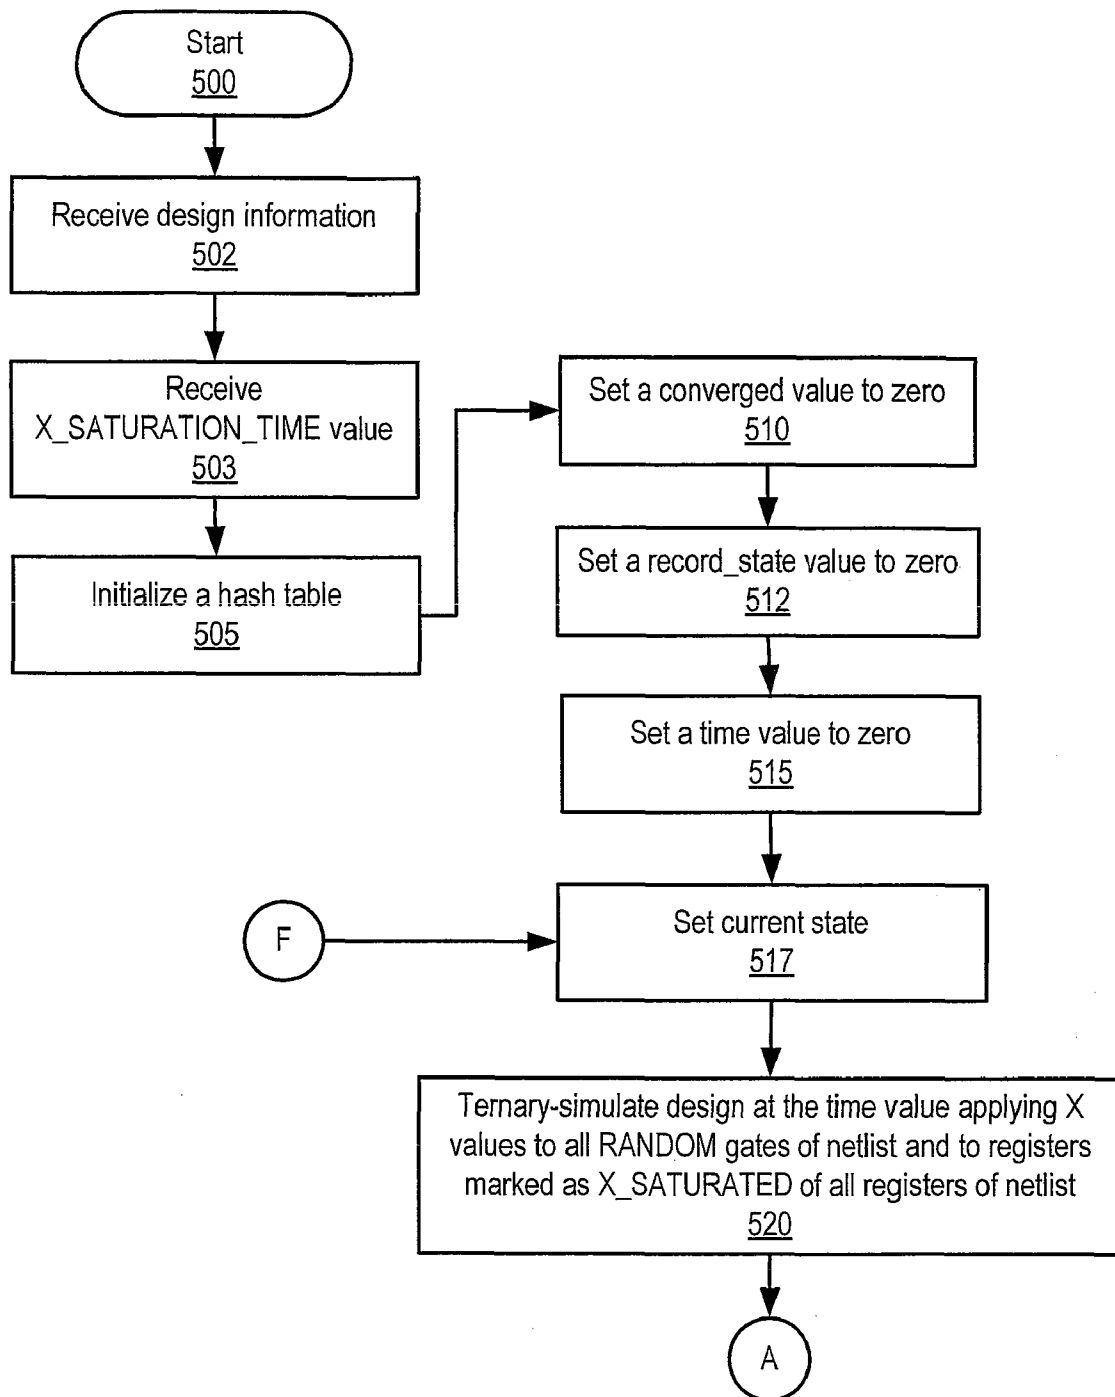 Start
500
Receive design information
502
Receive
X_SATURATION_TIME value
503
Initialize a hash table
505
Set a converged value to zero
510
Set a record_state value to zero
512
Set a time value to zero
515
F
Set current state
517
Ternary-simulate design at the time value applying X
values to all RANDOM gates of netlist and to registers
marked as X_SATURATED of all registers of netlist
520
A